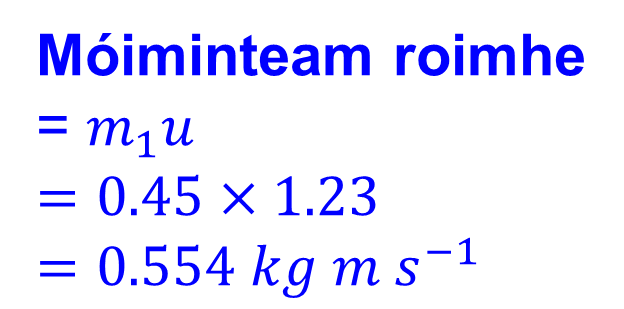 Móiminteam roimhe
= m₁u
= 0.45 × 1.23
= 0.554 kg m s⁻¹